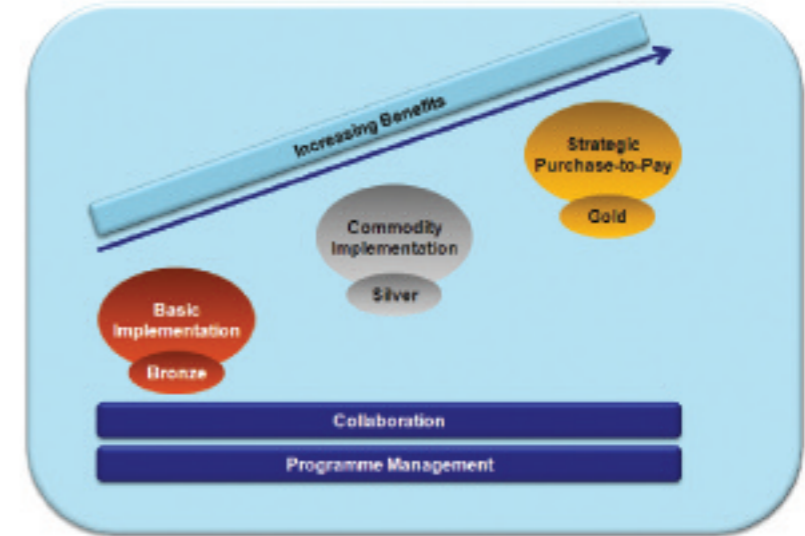 Increasing Benefits
Strategic
Purchase-to-Pay
Gold
Commodity
Implementation
Silver
Basic
Implementation
Bronze
Collaboration
Programme Management